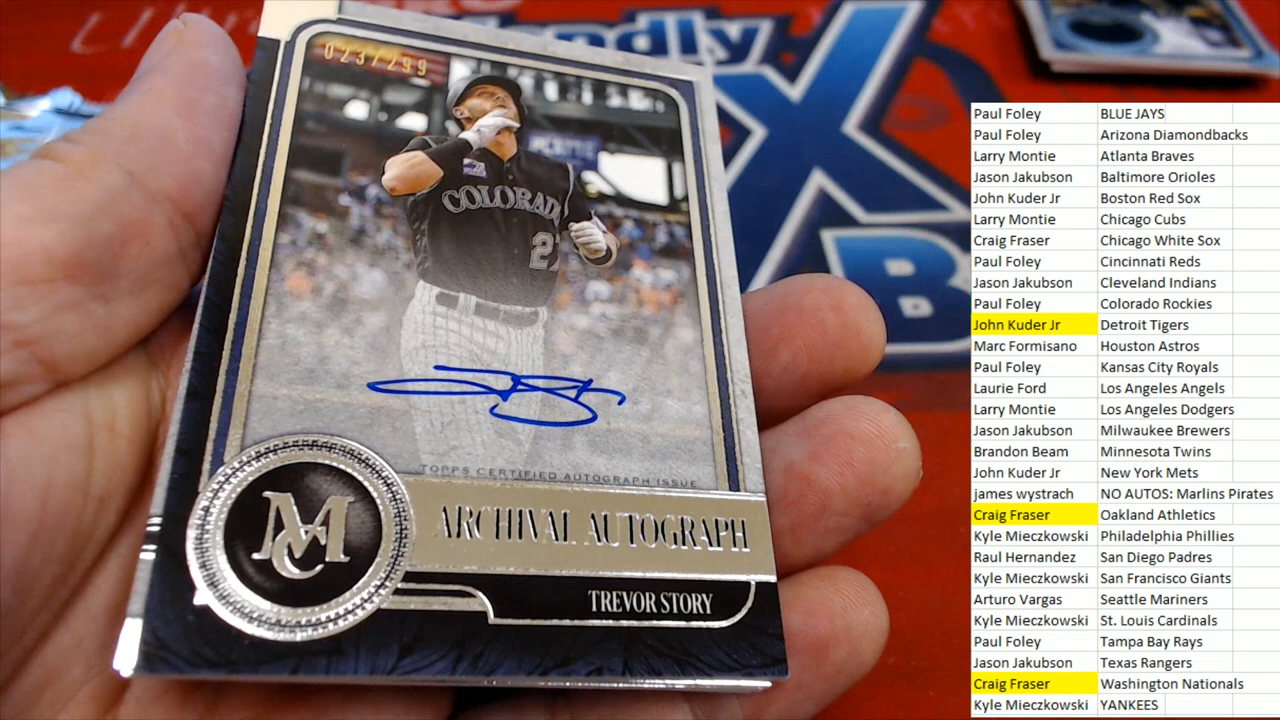 023/299
endly
X
B
COLORAD
27
TOPPS CERTIFIED AUTOGRAPH ISSUE
MC
ARCHIVAL AUTOGRAPH
TREVOR STORY
Paul Foley BLUE JAYS
Paul Foley Arizona Diamondbacks
Larry Montie Atlanta Braves
Jason Jakubson Baltimore Orioles
John Kuder Jr Boston Red Sox
Larry Montie Chicago Cubs
Craig Fraser Chicago White Sox
Paul Foley Cincinnati Reds
Jason Jakubson Cleveland Indians
Paul Foley Colorado Rockies
John Kuder Jr Detroit Tigers
Marc Formisano Houston Astros
Paul Foley Kansas City Royals
Laurie Ford Los Angeles Angels
Larry Montie Los Angeles Dodgers
Jason Jakubson Milwaukee Brewers
Brandon Beam Minnesota Twins
John Kuder Jr New York Mets
james wystrach NO AUTOS: Marlins Pirates
Craig Fraser Oakland Athletics
Kyle Mieczkowski Philadelphia Phillies
Raul Hernandez San Diego Padres
Kyle Mieczkowski San Francisco Giants
Arturo Vargas Seattle Mariners
Kyle Mieczkowski St. Louis Cardinals
Paul Foley Tampa Bay Rays
Jason Jakubson Texas Rangers
Craig Fraser Washington Nationals
Kyle Mieczkowski YANKEES